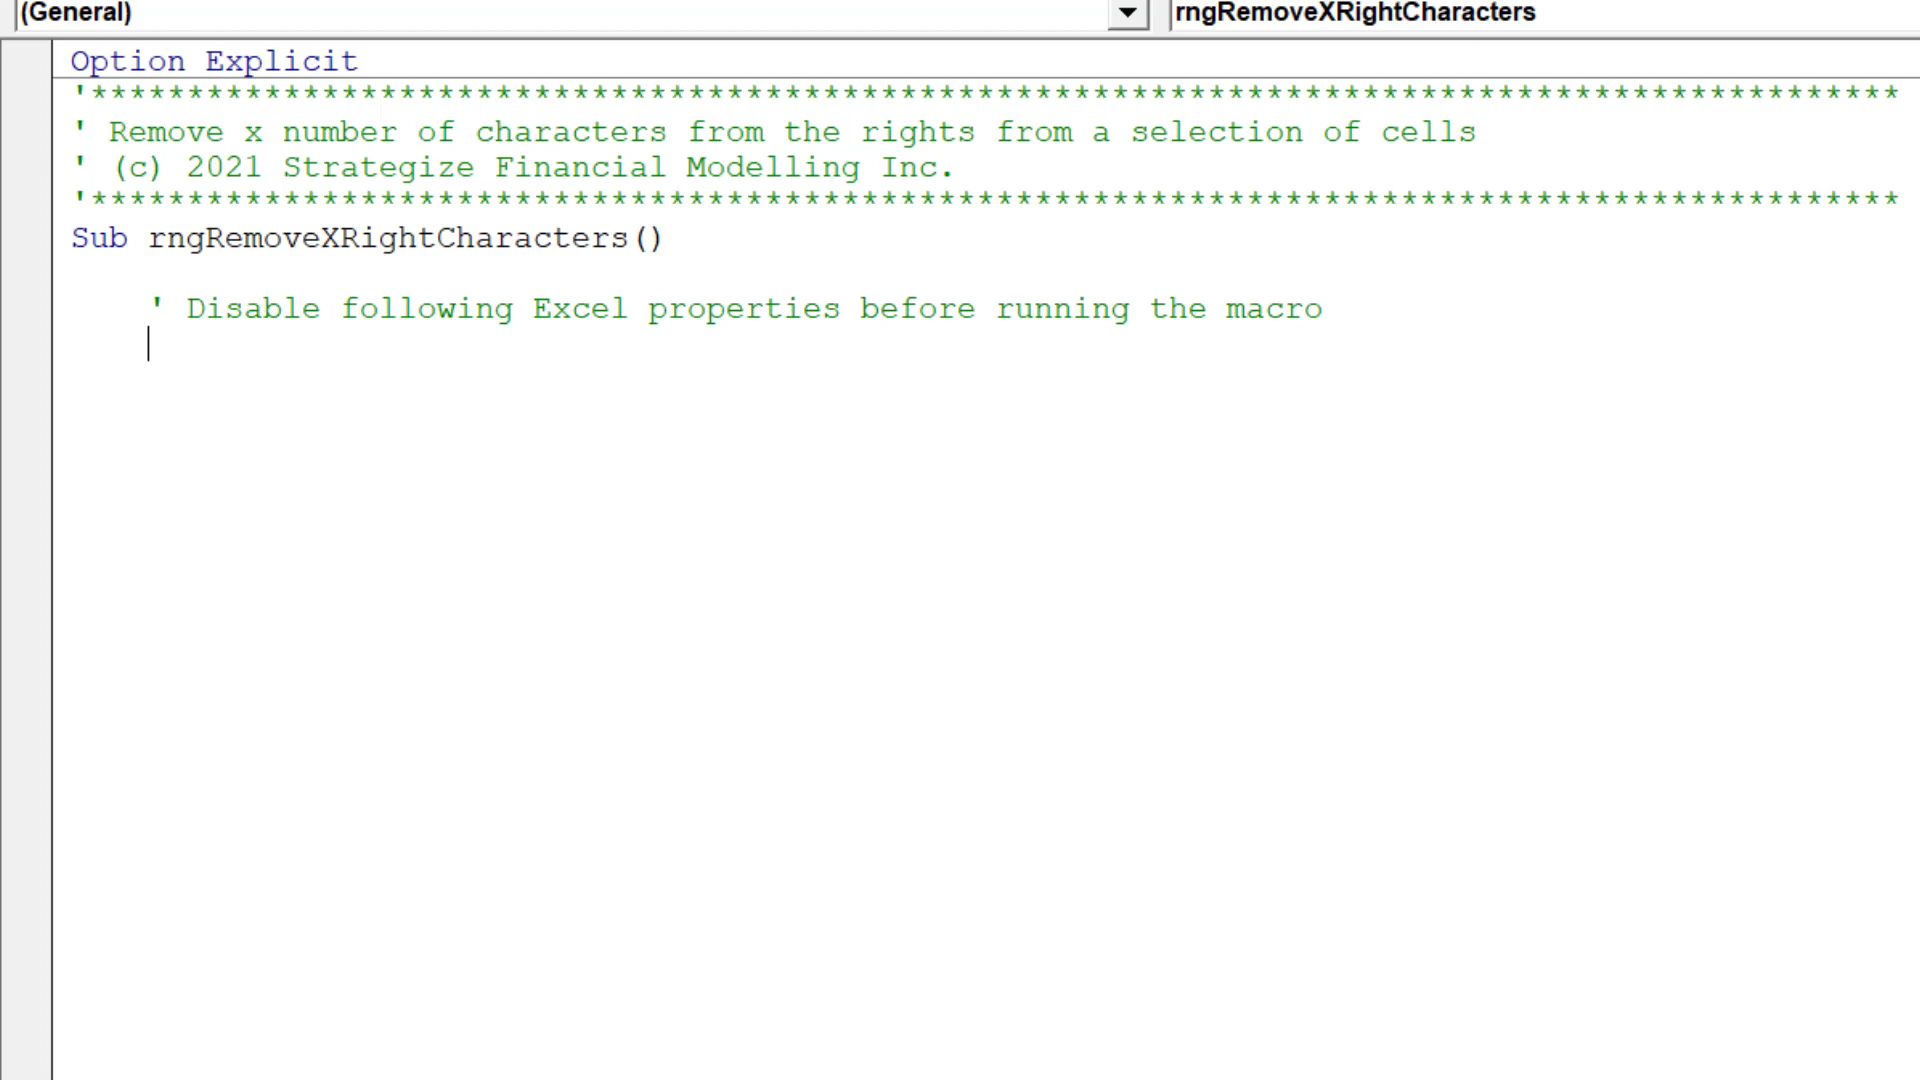 (General)
rngRemoveXRightCharacters
Option Explicit
'**********************************************************************************************
' Remove x number of characters from the rights from a selection of cells
' (c) 2021 Strategize Financial Modelling Inc.
'**********************************************************************************************
Sub rngRemoveXRightCharacters()
' Disable following Excel properties before running the macro